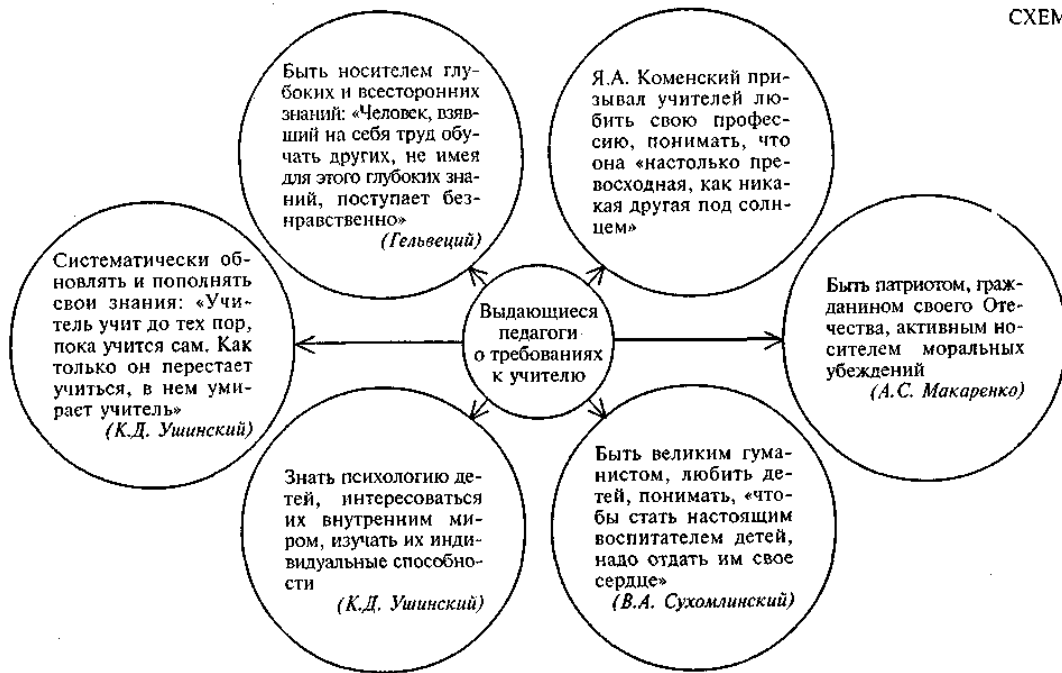 СХЕМ
Быть носителем глу-
боких и всесторонних
знаний: «Человек, взяв-
ший на себя труд обу-
чать других, не имея
для этого глубоких зна-
ний, поступает без-
нравственно»
(Гельвеций)
Я.А. Коменский при-
зывал учителей лю-
бить свою профес-
сию, понимать, что
она «настолько пре-
восходная, как ника-
кая другая под солн-
цем»
Систематически об-
новлять и пополнять
свои знания: «Учи-
тель учит до тех пор,
пока учится сам. Как
только он перестает
учиться, в нем уми-
рает учитель»
(К.Д. Ушинский)
Выдающиеся
педагоги
о требованиях
к учителю
Быть патриотом, граж-
данином своего Оте-
чества, активным но-
сителем моральных
убеждений
(А.С. Макаренко)
Знать психологию де-
тей, интересоваться
их внутренним ми-
ром, изучать их инди-
видуальные способно-
сти
(К.Д. Ушинский)
Быть великим гума-
нистом, любить де-
тей, понимать, «что-
бы стать настоящим
воспитателем детей,
надо отдать им свое
сердце»
(В.А. Сухомлинский)